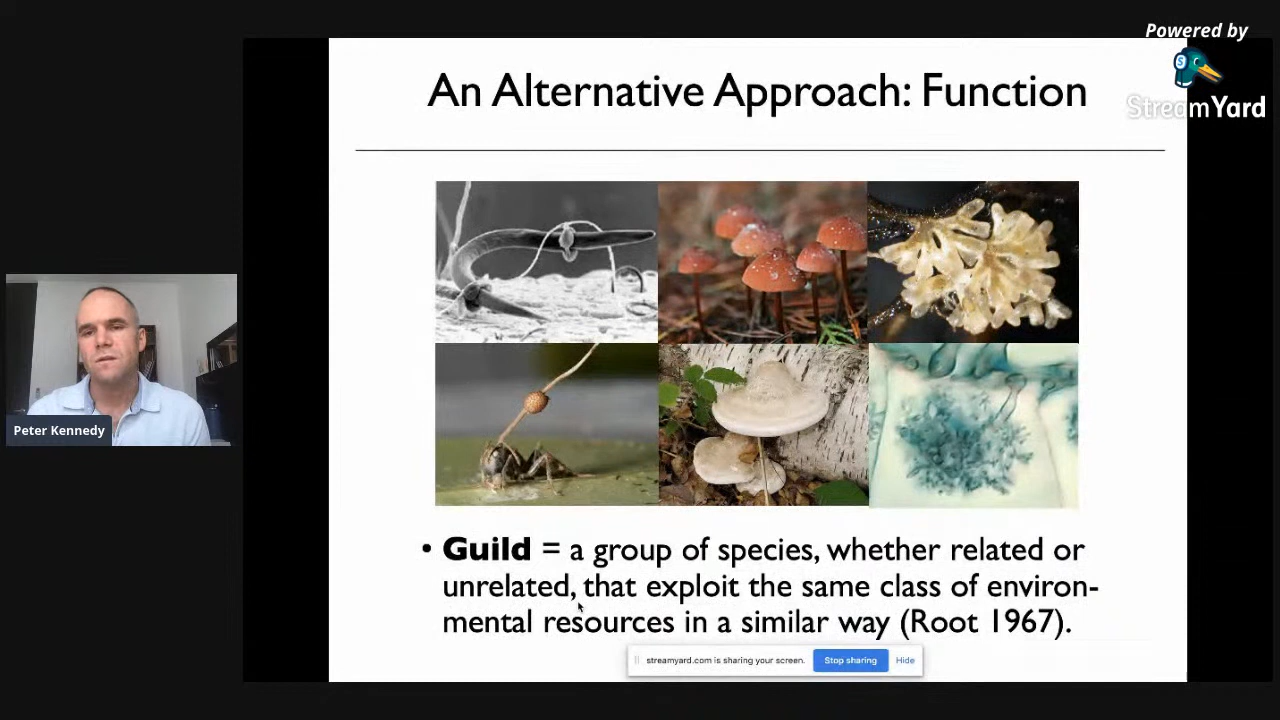 Powered by
StreamYard
An Alternative Approach: Function
Peter Kennedy
• Guild = a group of species, whether related or
unrelated, that exploit the same class of environ-
mental resources in a similar way (Root 1967).
streamyard.com is sharing your screen.
Stop sharing
Hide